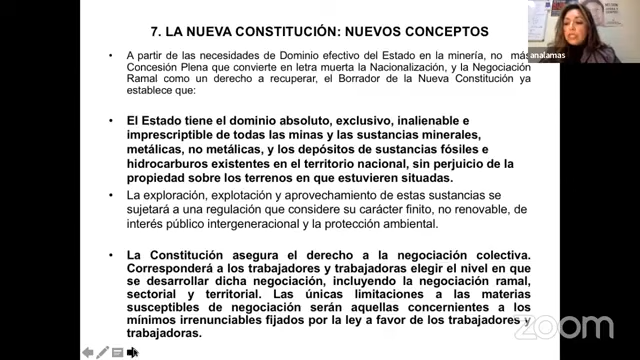 7. LA NUEVA CONSTITUCIÓN: NUEVOS CONCEPTOS
analamas
• A partir de las necesidades de Dominio efectivo del Estado en la minería, no más
Concesión Plena que convierte en letra muerta la Nacionalización, y la Negociación
Ramal como un derecho a recuperar, el Borrador de la Nueva Constitución ya
establece que:
• El Estado tiene el dominio absoluto, exclusivo, inalienable e
imprescriptible de todas las minas y las sustancias minerales,
metálicas, no metálicas, y los depósitos de sustancias fósiles e
hidrocarburos existentes en el territorio nacional, sin perjuicio de la
propiedad sobre los terrenos en que estuvieren situadas.
• La exploración, explotación y aprovechamiento de estas sustancias se
sujetará a una regulación que considere su carácter finito, no renovable, de
interés público intergeneracional y la protección ambiental.
• La Constitución asegura el derecho a la negociación colectiva.
Corresponderá a los trabajadores y trabajadoras elegir el nivel en que
se desarrollar dicha negociación, incluyendo la negociación ramal,
sectorial y territorial. Las únicas limitaciones a las materias
susceptibles de negociación serán aquellas concernientes a los
mínimos irrenunciables fijados por la ley a favor de los trabajadores y
trabajadoras.
zoom